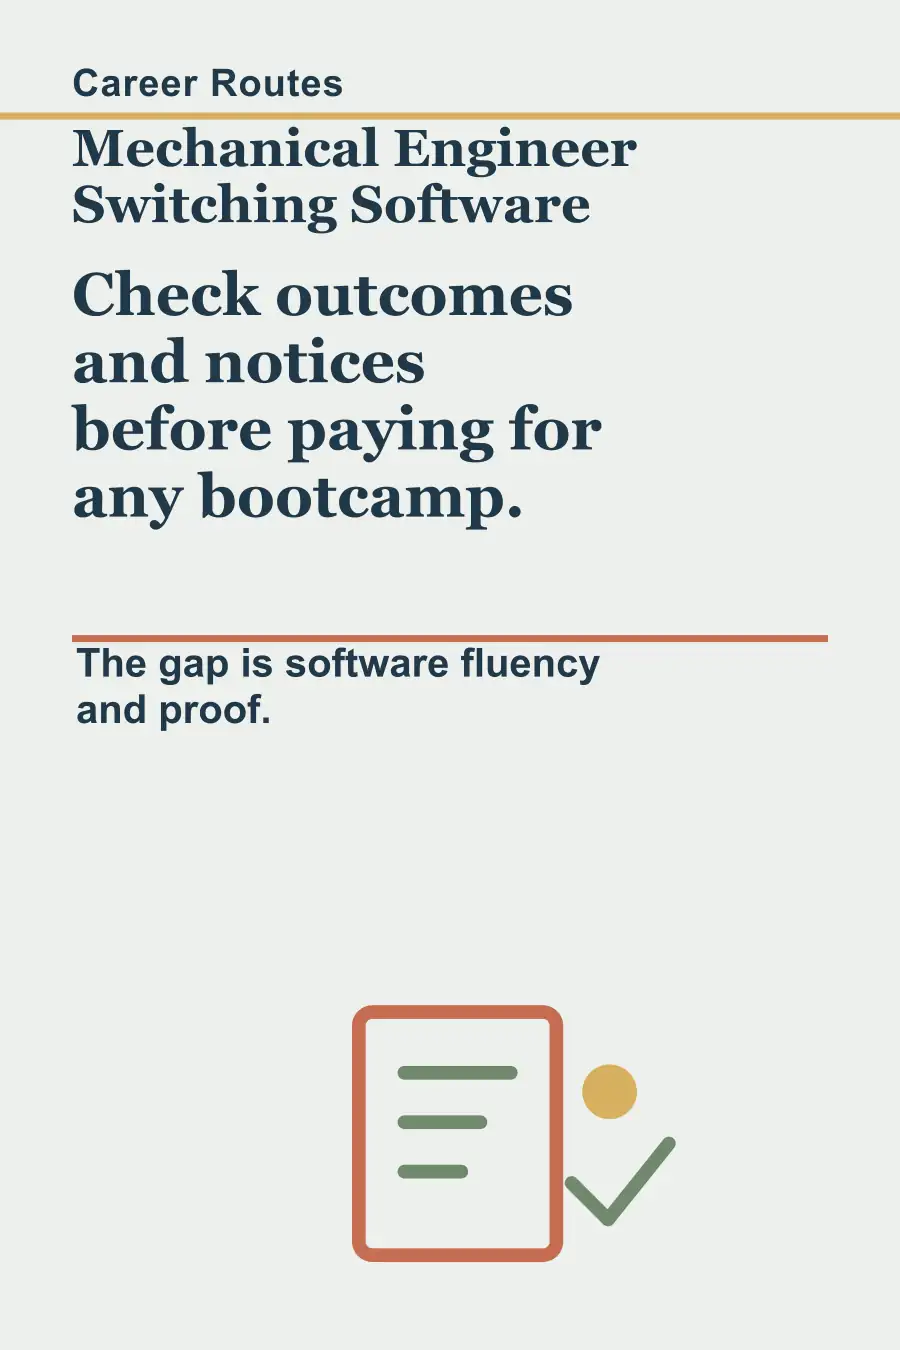 Career Routes
Mechanical Engineer
Switching Software
Check outcomes
and notices
before paying for
any bootcamp.
The gap is software fluency
and proof.